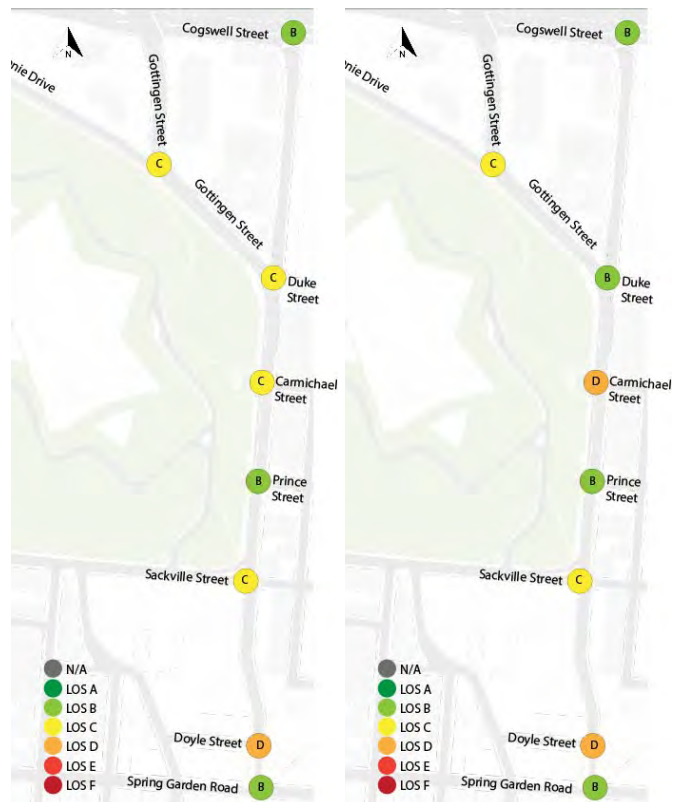 Cogswell Street
B
N
nie Drive
Gottingen Street
C
Gottingen Street
C
Duke
Street
C
Carmichael
Street
B
Prince
Street
Sackville Street
C
N/A
LOS A
LOS B
LOS C
LOS D
LOS E
LOS F
Doyle Street
D
Spring Garden Road
B
Cogswell Street
B
N
nie Drive
Gottingen Street
C
Gottingen Street
B
Duke
Street
D
Carmichael
Street
B
Prince
Street
Sackville Street
C
N/A
LOS A
LOS B
LOS C
LOS D
LOS E
LOS F
Doyle Street
D
Spring Garden Road
B